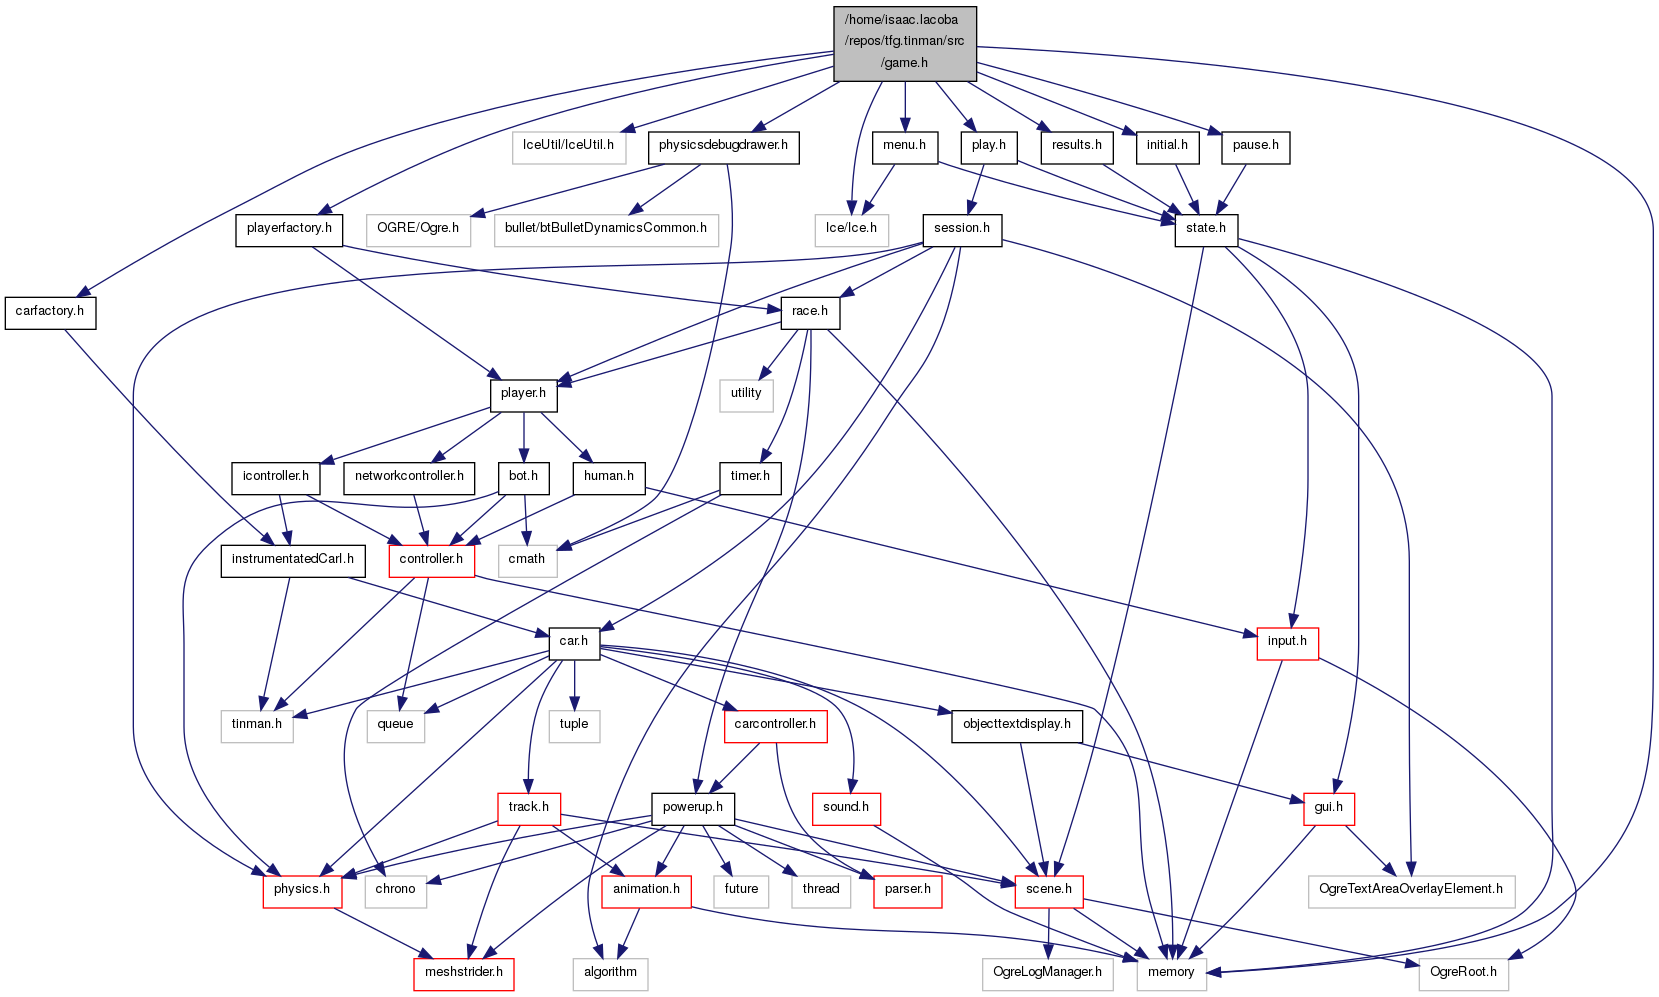 /home/isaac.lacoba
/repos/tfg.tinman/src
/game.h
IceUtil/IceUtil.h
physicsdebugdrawer.h
menu.h
play.h
results.h
initial.h
pause.h
playerfactory.h
OGRE/Ogre.h
bullet/btBulletDynamicsCommon.h
Ice/Ice.h
session.h
state.h
carfactory.h
race.h
player.h
utility
icontroller.h
networkcontroller.h
bot.h
human.h
timer.h
instrumentatedCarI.h
controller.h
cmath
car.h
input.h
tinman.h
queue
tuple
carcontroller.h
objecttextdisplay.h
track.h
powerup.h
sound.h
gui.h
physics.h
chrono
animation.h
future
thread
parser.h
scene.h
OgreTextAreaOverlayElement.h
meshstrider.h
algorithm
OgreLogManager.h
memory
OgreRoot.h